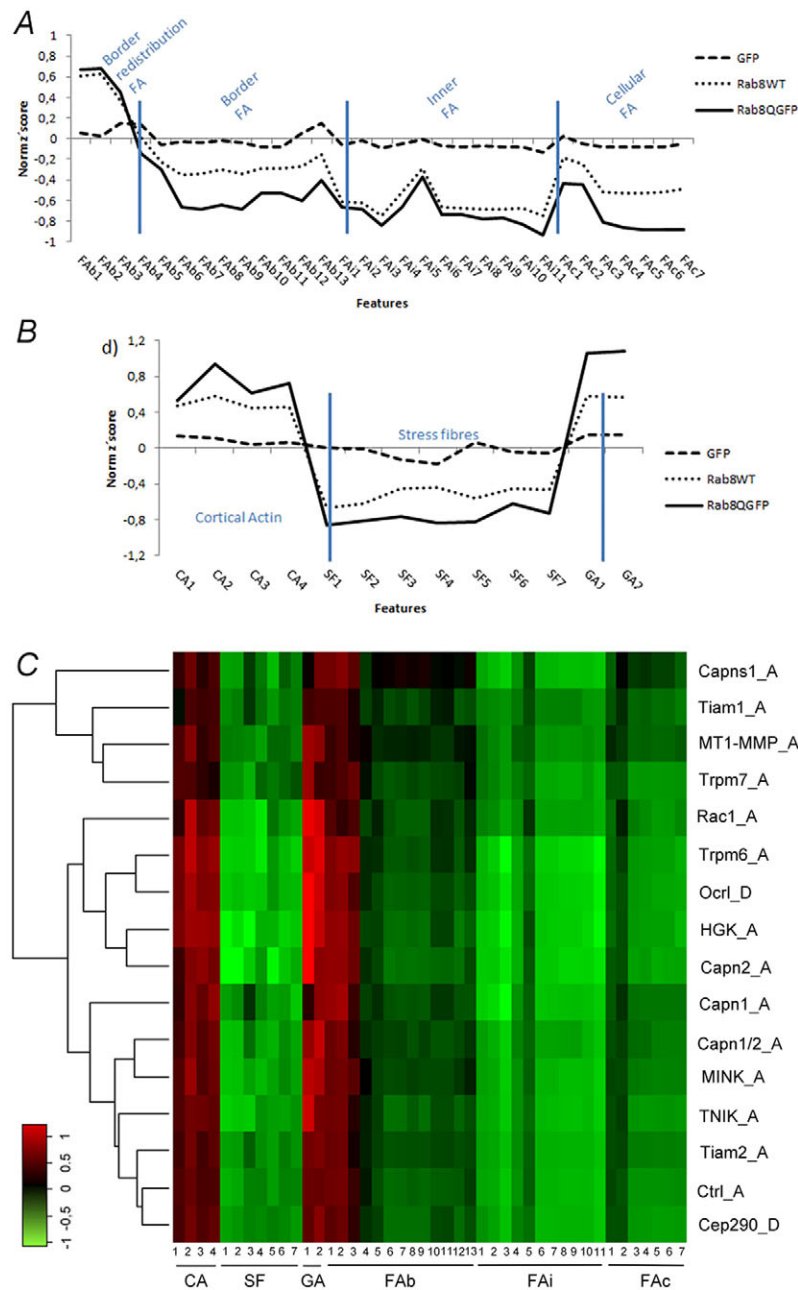 A
1
0,8
0,6
0,4
0,2
0
-0,2
-0,4
-0,6
-0,8
-1
Norm z'score
Border
redistribution
FA
Border
FA
Inner
FA
Cellular
FA
GFP
Rab8WT
Rab8QGFP
FAb1 FAb2 FAb3 FAb4 FAb5 FAb6 FAb7 FAb8 FAb9 FAb10 FAb11 FAb12 FAb13 FAi1 FAi2 FAi3 FAi4 FAi5 FAi6 FAi7 FAi8 FAi9 FAi10 FAi11 FAc1 FAc2 FAc3 FAc4 FAc5 FAc6 FAc7
Features
B
d)
1,2
0,8
0,4
0
-0,4
-0,8
-1,2
Norm z'score
Stress fibres
Cortical Actin
GFP
Rab8WT
Rab8QGFP
CA1 CA2 CA3 CA4 SF1 SF2 SF3 SF4 SF5 SF6 SF7 GA1 GA2
Features
C
Capns1_A
Tiam1_A
MT1-MMP_A
Trpm7_A
Rac1_A
Trpm6_A
Ocrl_D
HGK_A
Capn2_A
Capn1_A
Capn1/2_A
MINK_A
TNIK_A
Tiam2_A
Ctrl_A
Cep290_D
1
0.5
0
-0,5
-1
1 2 3 4 1 2 3 4 5 6 7 1 2 1 2 3 4 5 6 7 8 9 10 11 12 13 1 2 3 4 5 6 7 8 9 10 11 1 2 3 4 5 6 7
CA SF GA FAb FAi FAc